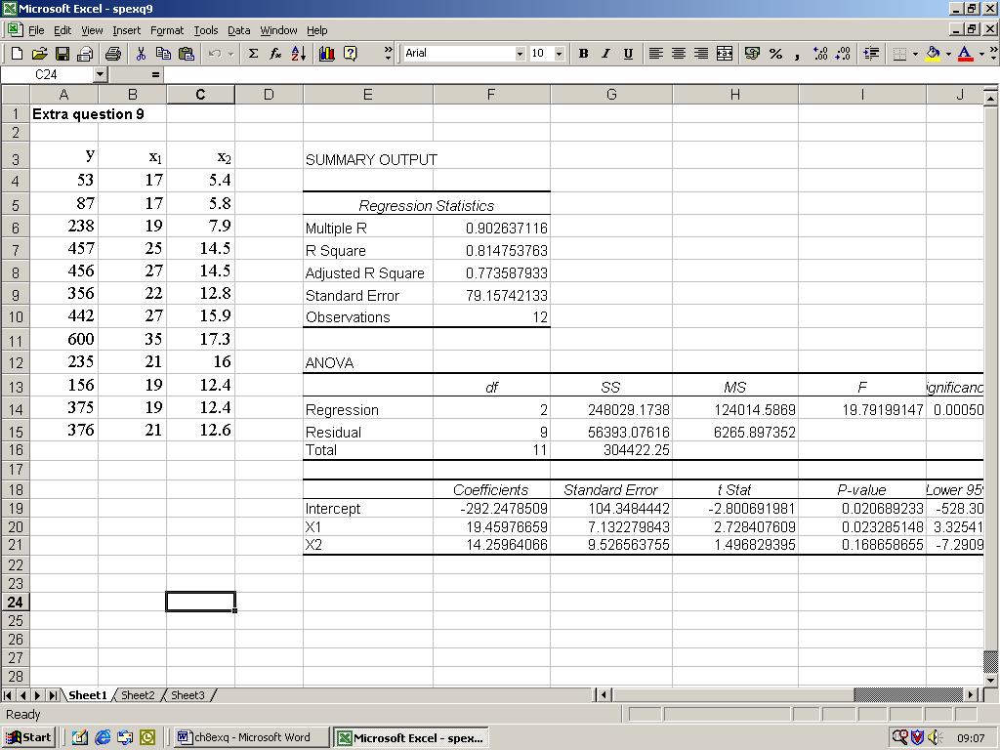 Microsoft Excel - spexq9
File Edit View Insert Format Tools Data Window Help
Arial 10 B I U
C24 =
A B C D E F G H I J
1 Extra question 9
2
3 y x1 x2 SUMMARY OUTPUT
4 53 17 5.4
5 87 17 5.8 Regression Statistics
6 238 19 7.9 Multiple R 0.902637116
7 457 25 14.5 R Square 0.814753763
8 456 27 14.5 Adjusted R Square 0.773587933
9 356 22 12.8 Standard Error 79.15742133
10 442 27 15.9 Observations 12
11 600 35 17.3
12 235 21 16 ANOVA
13 156 19 12.4 df SS MS F ignificanc
14 375 19 12.4 Regression 2 248029.1738 124014.5869 19.79199147 0.00050
15 376 21 12.6 Residual 9 56393.07616 6265.897352
16 Total 11 304422.25
17
18 Coefficients Standard Error t Stat P-value Lower 95
19 Intercept -292.2478509 104.3484442 -2.800691981 0.020689233 -528.30
20 X1 19.45976659 7.132279843 2.728407609 0.023285148 3.32541
21 X2 14.25964066 9.526563755 1.496829395 0.168658655 -7.2909
22
23
24
25
26
27
28
Sheet1 Sheet2 Sheet3
Ready
Start ch8exq - Microsoft Word Microsoft Excel - spex... 09:07